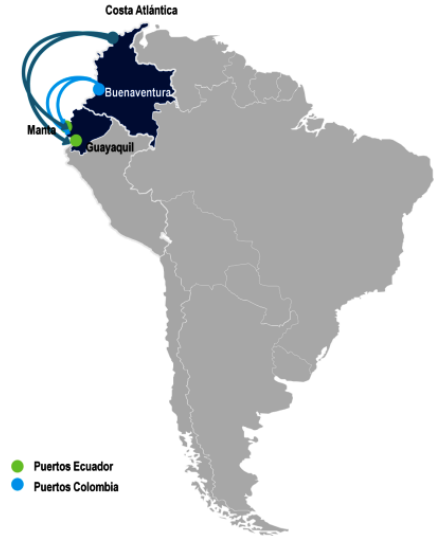 Costa Atlántica
Buenaventura
Manta
Guayaquil
Puertos Ecuador
Puertos Colombia